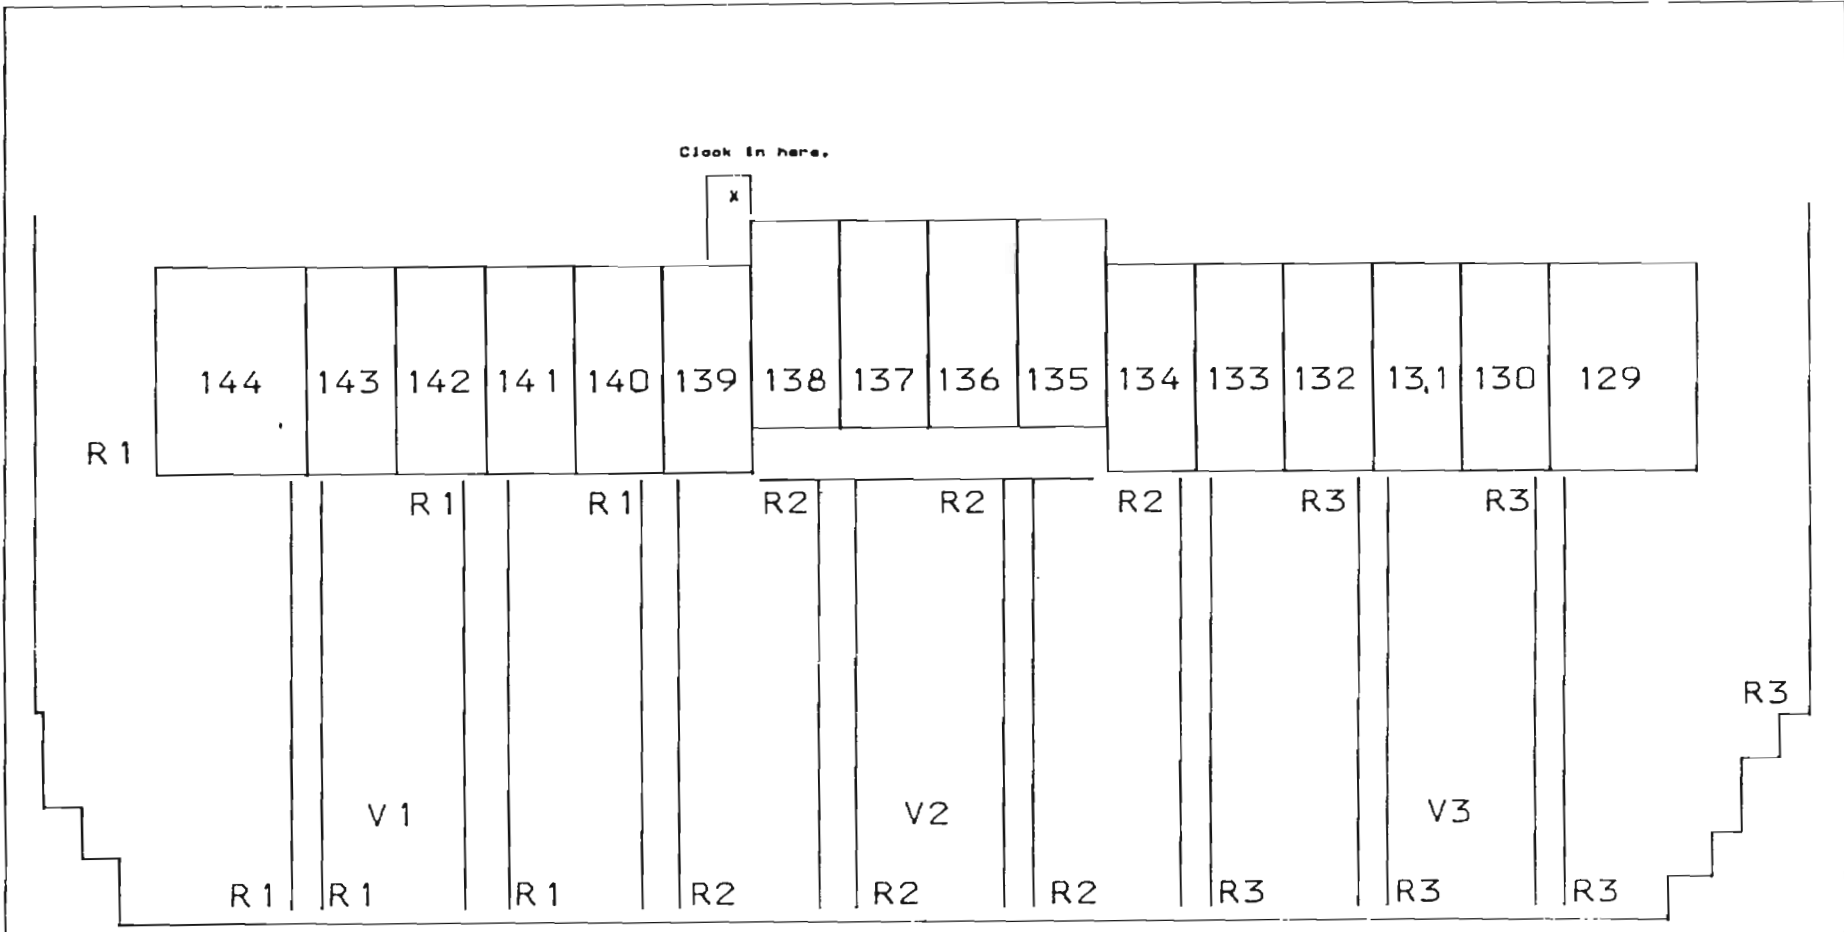 Clock in here.
x
144 143 142 141 140 139 138 137 136 135 134 133 132 131 130 129
R1
R1 R1 R2 R2 R2 R3 R3
R3
V1 V2 V3
R1 R1 R1 R2 R2 R2 R3 R3 R3